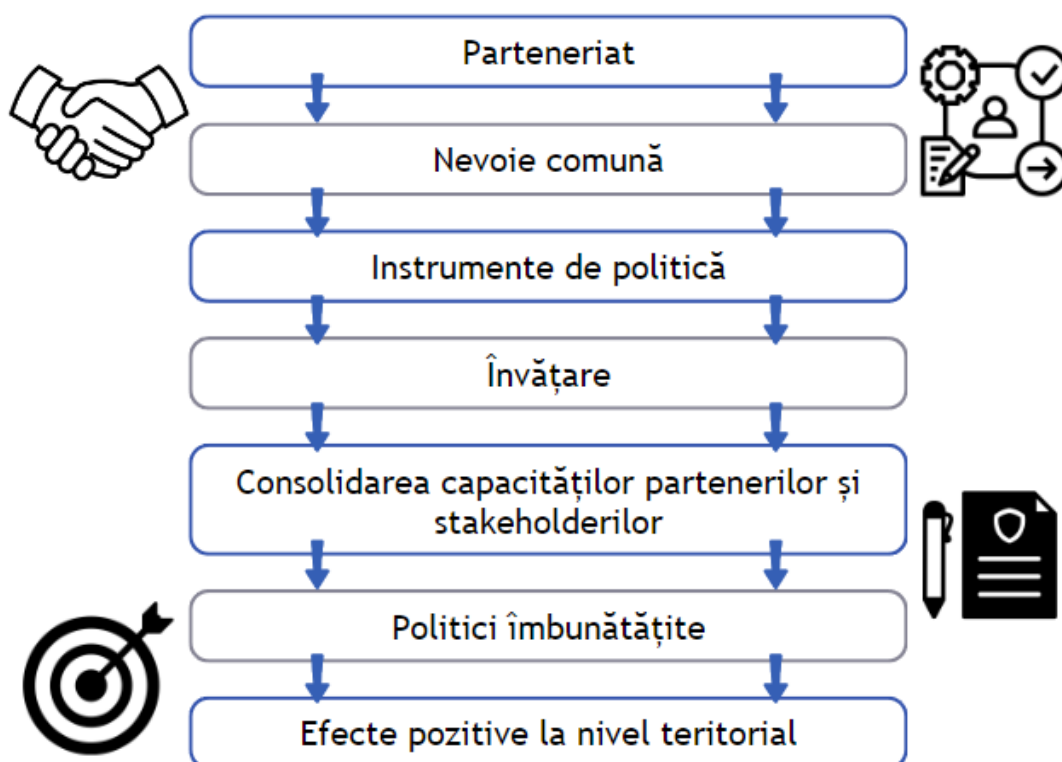 Parteneriat
Nevoie comună
Instrumente de politică
Învățare
Consolidarea capacităților partenerilor și
stakeholderilor
Politici îmbunătățite
Efecte pozitive la nivel teritorial